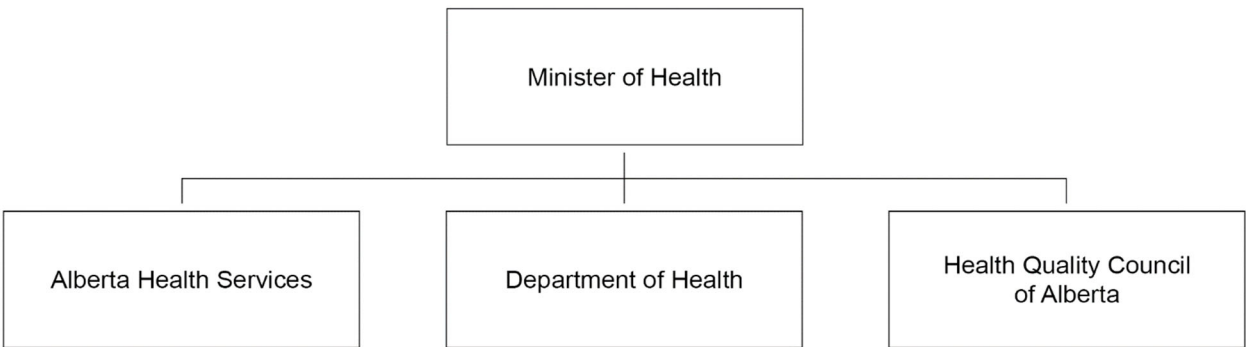 Minister of Health
Alberta Health Services
Department of Health
Health Quality Council
of Alberta